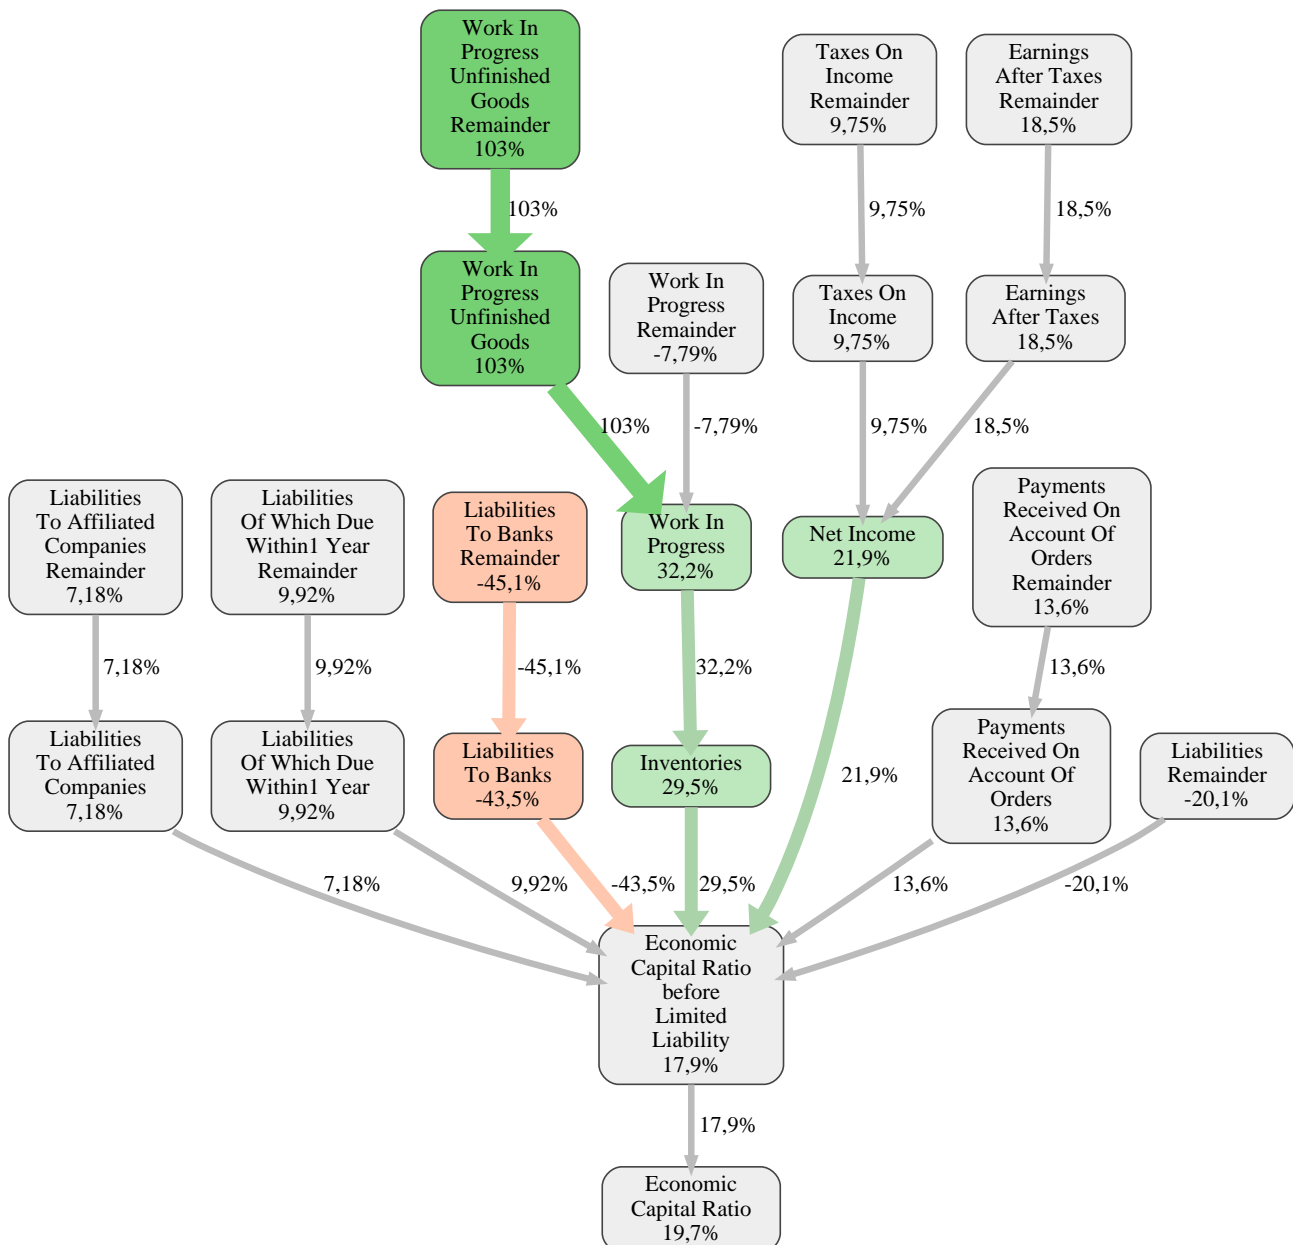 Work In
Progress
Unfinished
Goods
Remainder
103%
Taxes On
Income
Remainder
9,75%
Earnings
After Taxes
Remainder
18,5%
103%
9,75%
18,5%
Work In
Progress
Unfinished
Goods
103%
Work In
Progress
Remainder
-7,79%
Taxes On
Income
9,75%
Earnings
After Taxes
18,5%
103%
-7,79%
9,75%
18,5%
Liabilities
To Affiliated
Companies
Remainder
7,18%
Liabilities
Of Which Due
Within1 Year
Remainder
9,92%
Liabilities
To Banks
Remainder
-45,1%
Work In
Progress
32,2%
Net Income
21,9%
Payments
Received On
Account Of
Orders
Remainder
13,6%
7,18%
9,92%
-45,1%
32,2%
13,6%
Liabilities
To Affiliated
Companies
7,18%
Liabilities
Of Which Due
Within1 Year
9,92%
Liabilities
To Banks
-43,5%
Inventories
29,5%
21,9%
Payments
Received On
Account Of
Orders
13,6%
Liabilities
Remainder
-20,1%
7,18%
9,92%
-43,5%
29,5%
13,6%
-20,1%
Economic
Capital Ratio
before
Limited
Liability
17,9%
17,9%
Economic
Capital Ratio
19,7%